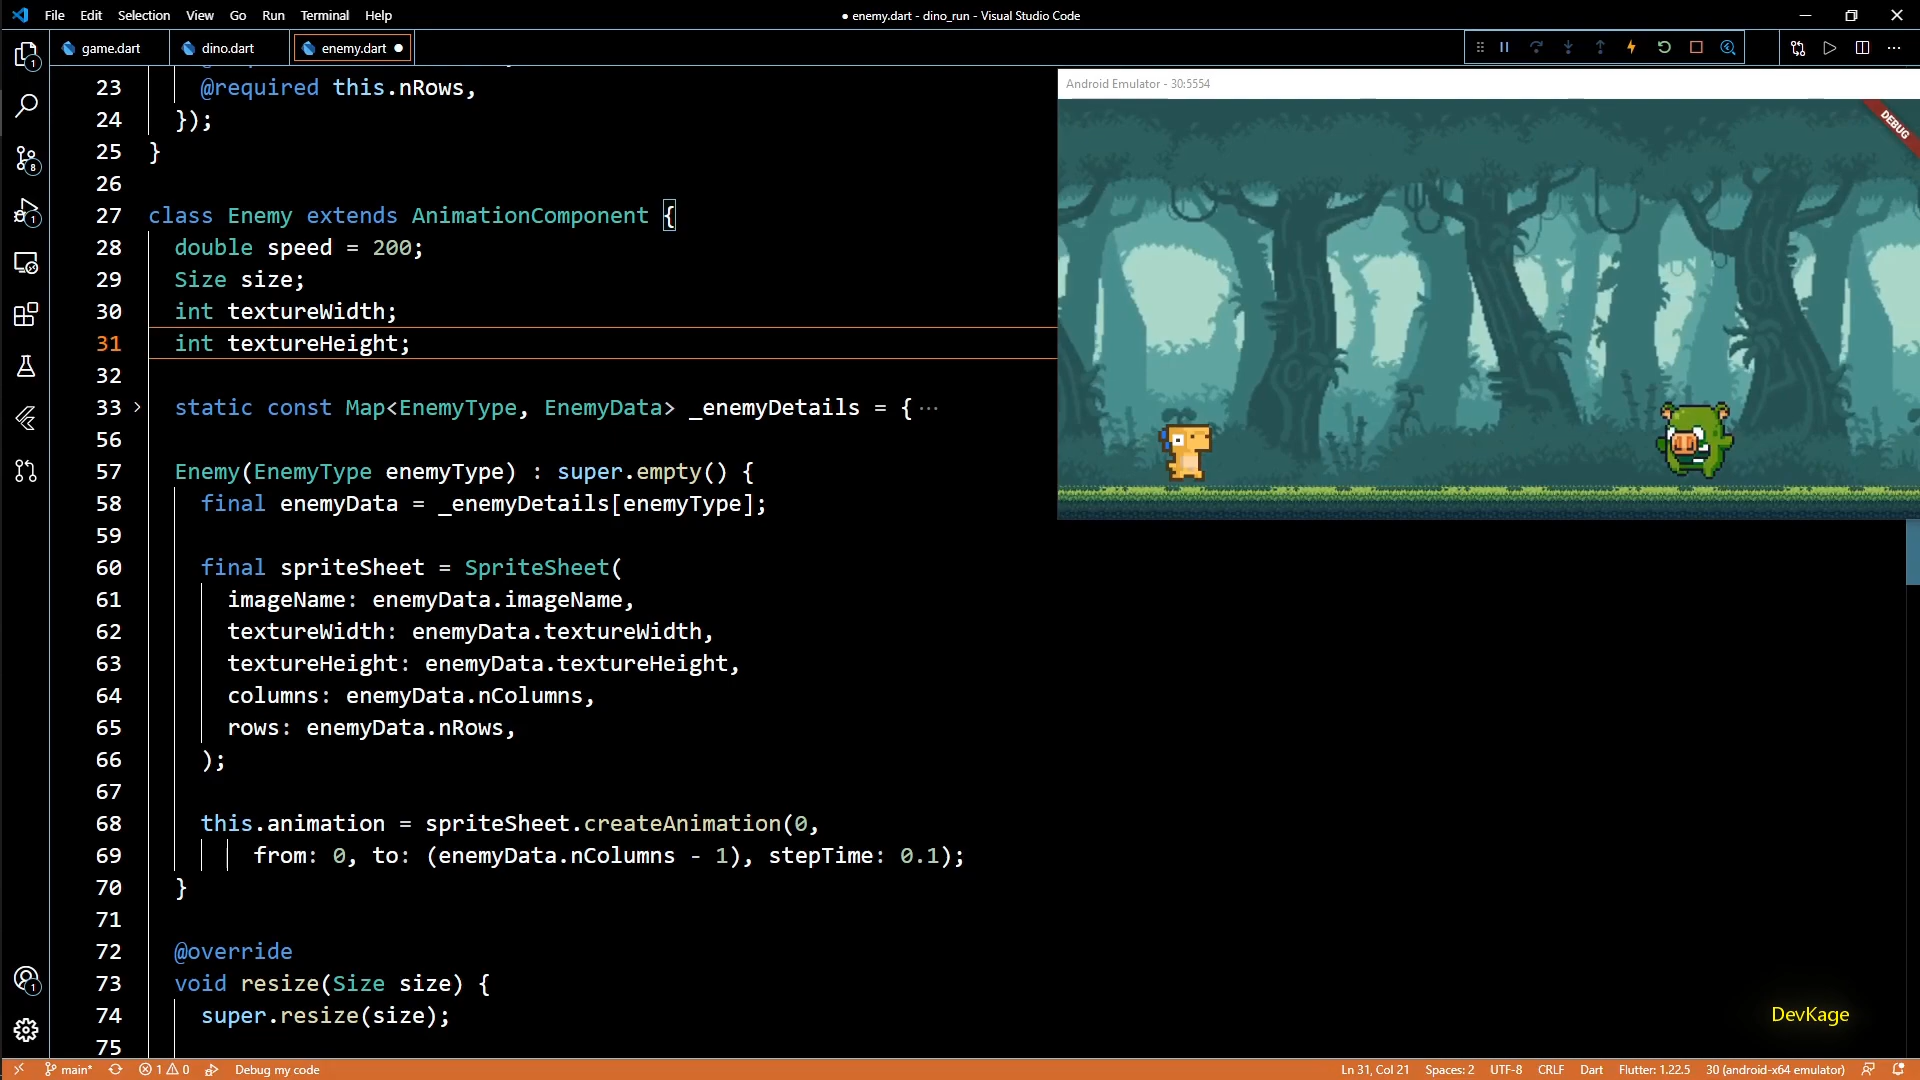 File Edit Selection View Go Run Terminal Help
● enemy.dart - dino_run - Visual Studio Code
game.dart
dino.dart
enemy.dart ●
23 @required this.nRows,
24 });
25 }
26
27 class Enemy extends AnimationComponent {
28 double speed = 200;
29 Size size;
30 int textureWidth;
31 int textureHeight;
32
33 static const Map<EnemyType, EnemyData> _enemyDetails = {···
56
57 Enemy(EnemyType enemyType) : super.empty() {
58 final enemyData = _enemyDetails[enemyType];
59
60 final spriteSheet = SpriteSheet(
61 imageName: enemyData.imageName,
62 textureWidth: enemyData.textureWidth,
63 textureHeight: enemyData.textureHeight,
64 columns: enemyData.nColumns,
65 rows: enemyData.nRows,
66 );
67
68 this.animation = spriteSheet.createAnimation(0,
69 from: 0, to: (enemyData.nColumns - 1), stepTime: 0.1);
70 }
71
72 @override
73 void resize(Size size) {
74 super.resize(size);
75
Android Emulator - 30:5554
DEBUG
1
8
1
1
DevKage
main* 1 0 Debug my code
Ln 31, Col 21 Spaces: 2 UTF-8 CRLF Dart Flutter: 1.22.5 30 (android-x64 emulator)